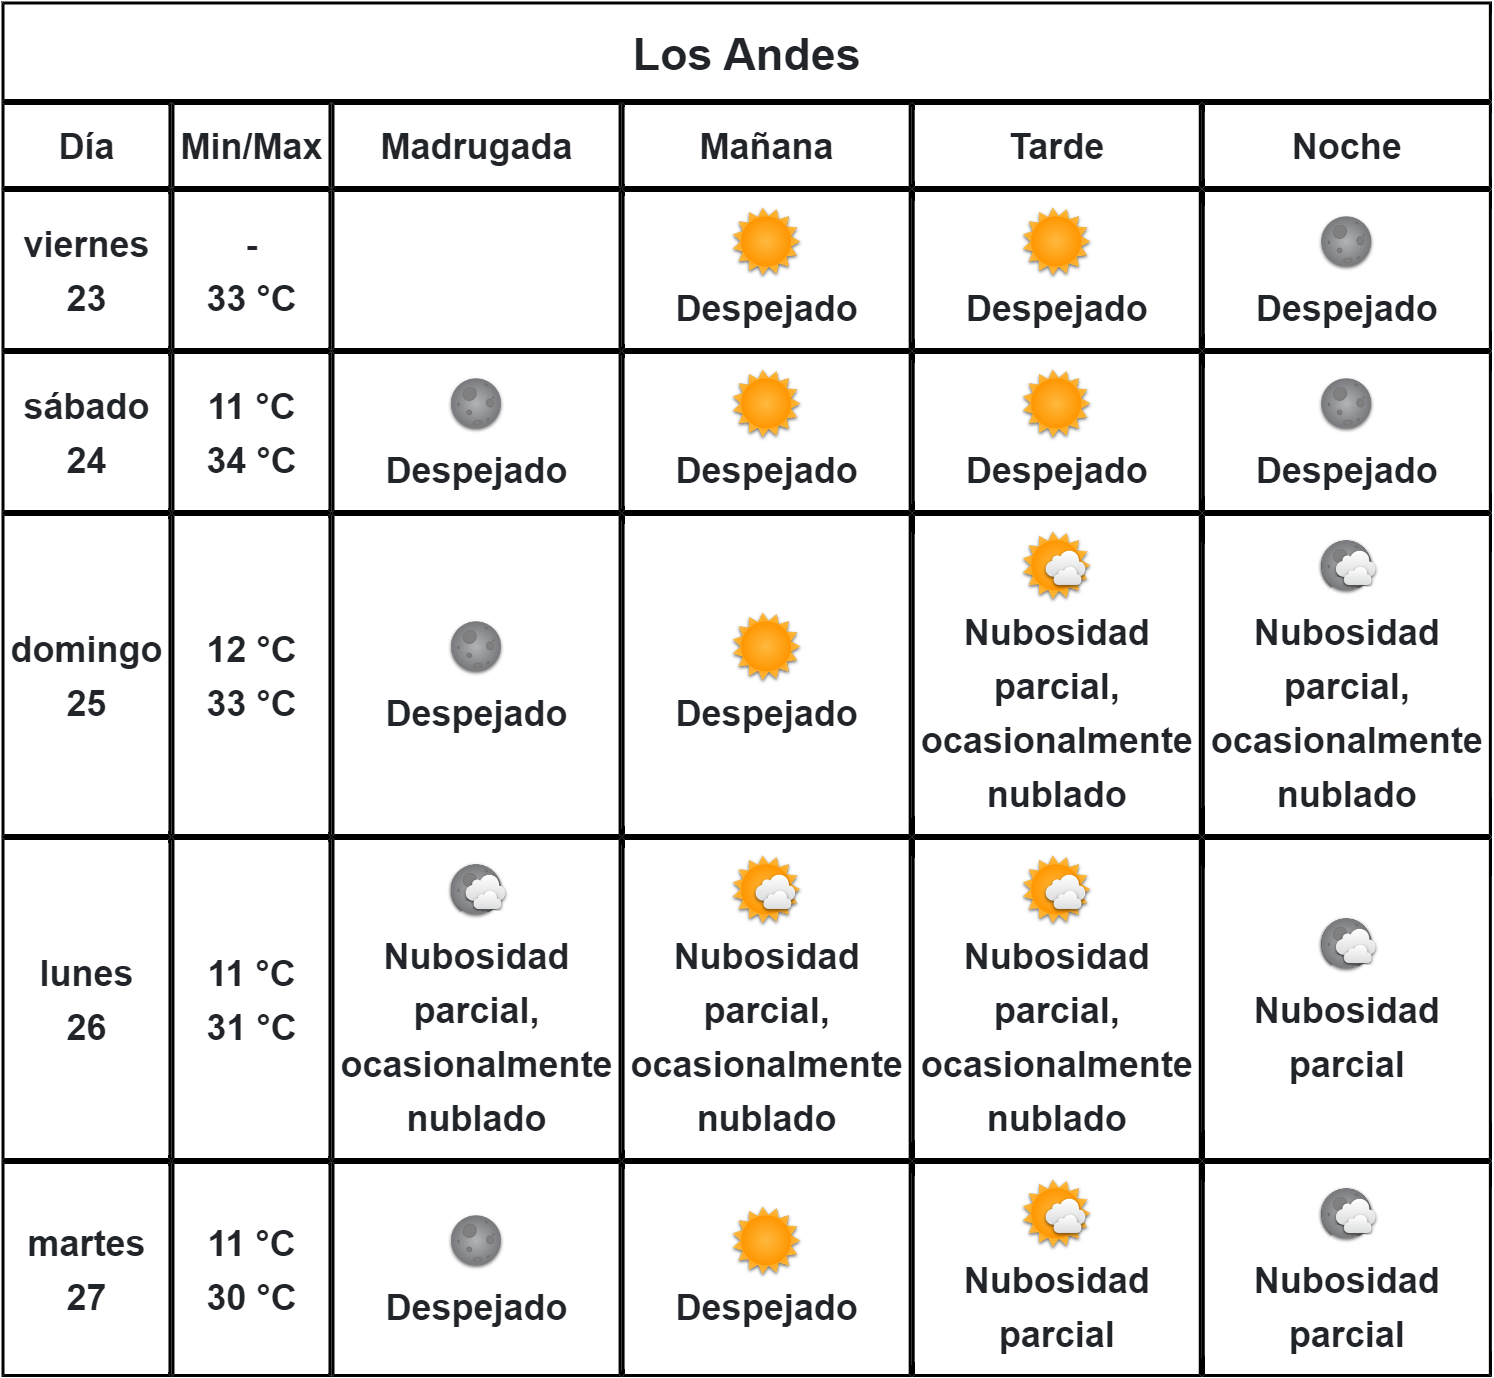 Los Andes
Día Min/Max Madrugada Mañana Tarde Noche
viernes
23
-
33 °C
Despejado
Despejado
Despejado
sábado
24
11 °C
34 °C
Despejado
Despejado
Despejado
Despejado
domingo
25
12 °C
33 °C
Despejado
Despejado
Nubosidad
parcial,
ocasionalmente
nublado
Nubosidad
parcial,
ocasionalmente
nublado
lunes
26
11 °C
31 °C
Nubosidad
parcial,
ocasionalmente
nublado
Nubosidad
parcial,
ocasionalmente
nublado
Nubosidad
parcial,
ocasionalmente
nublado
Nubosidad
parcial
martes
27
11 °C
30 °C
Despejado
Despejado
Nubosidad
parcial
Nubosidad
parcial